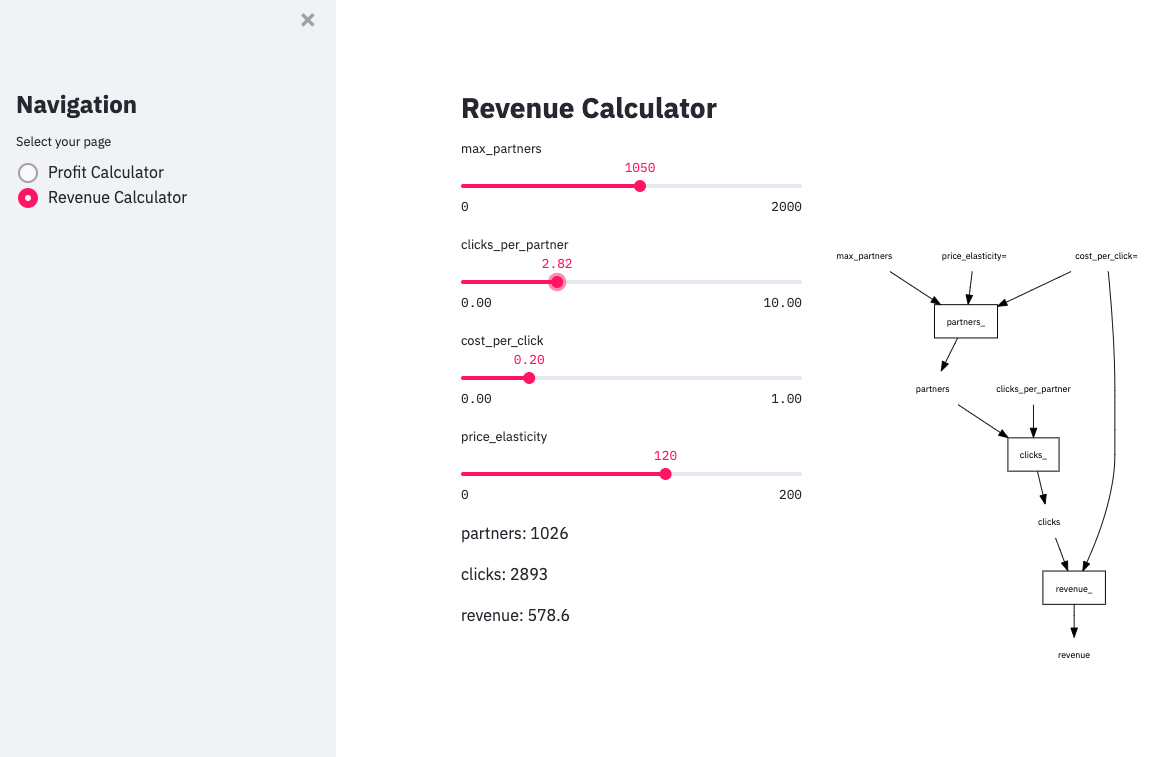 ×
Navigation
Select your page
Profit Calculator
Revenue Calculator
Revenue Calculator
max_partners
1050
0 2000
clicks_per_partner
2.82
0.00 10.00
cost_per_click
0.20
0.00 1.00
price_elasticity
120
0 200
partners: 1026
clicks: 2893
revenue: 578.6
max_partners price_elasticity= cost_per_click=
partners_
partners clicks_per_partner
clicks_
clicks
revenue_
revenue